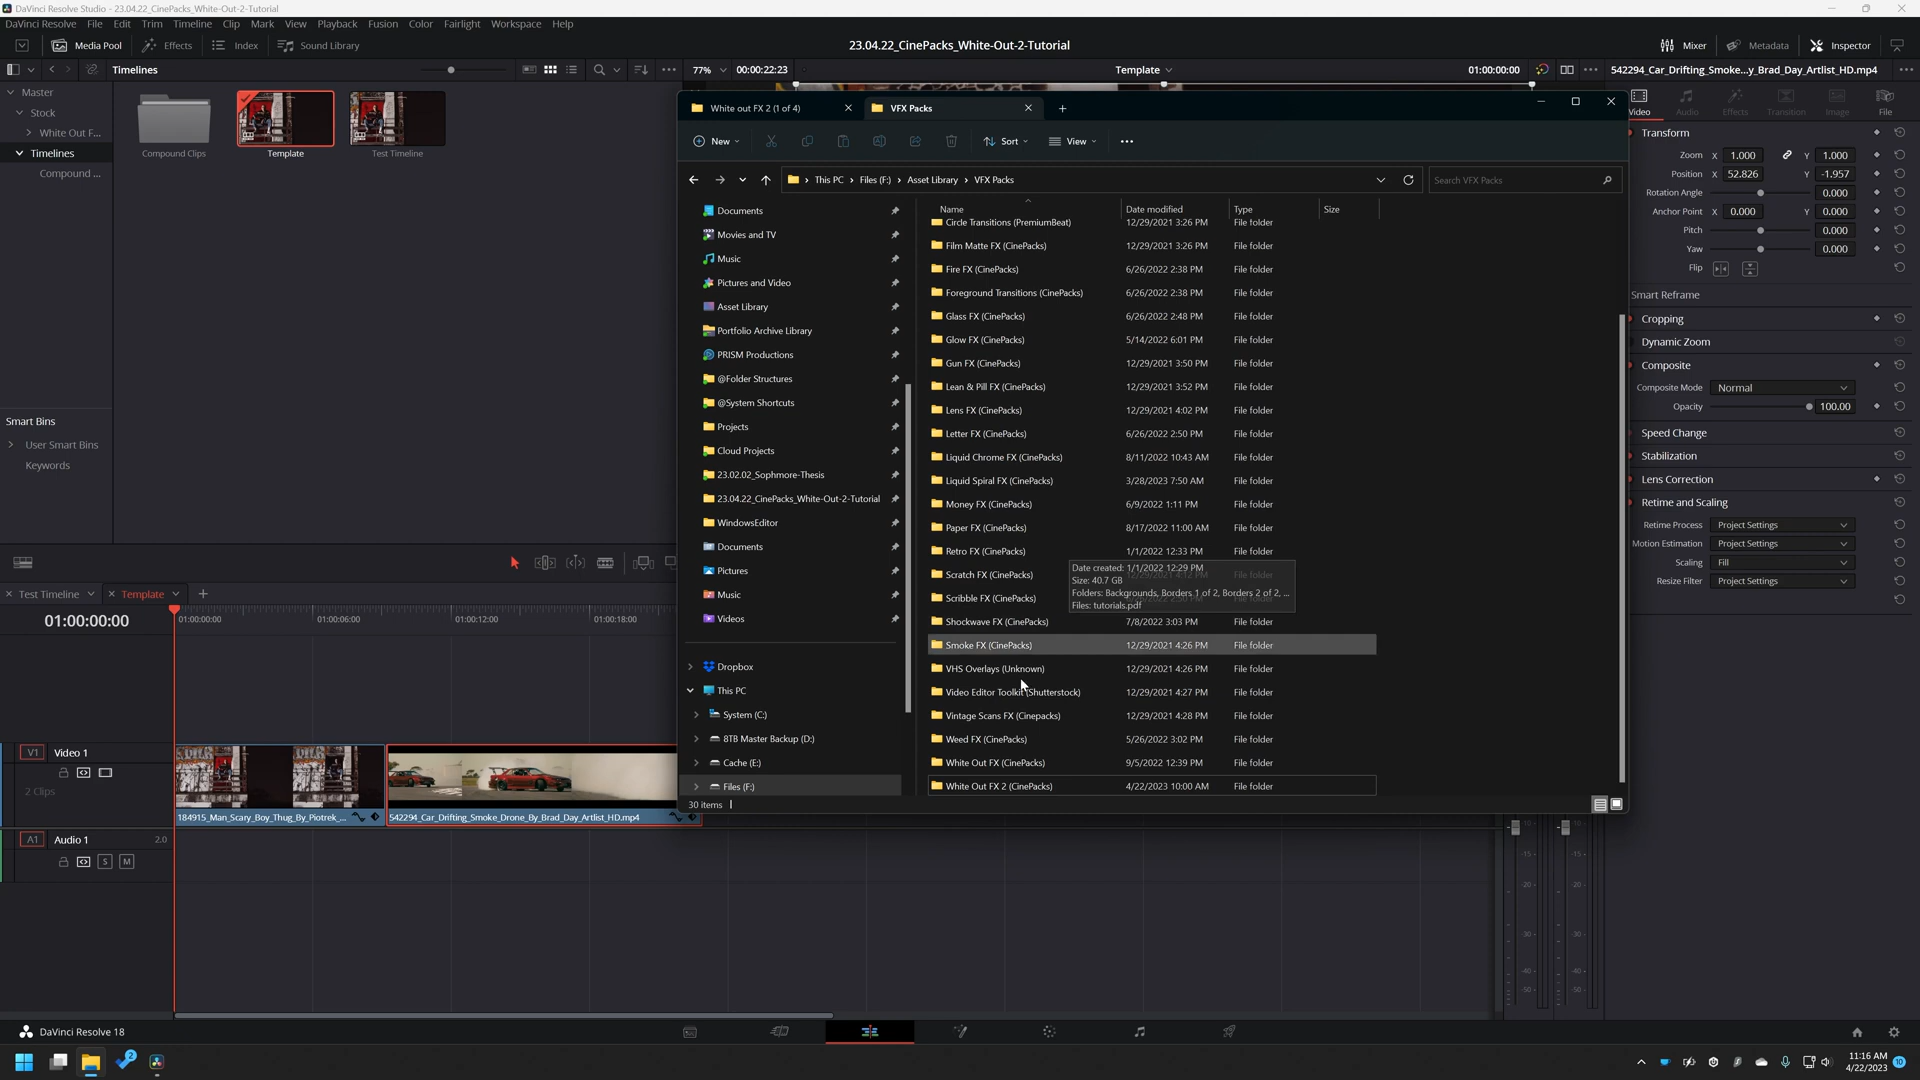 DaVinci Resolve Studio - 23.04.22_CinePacks_White-Out-2-Tutorial
DaVinci Resolve File Edit Trim Timeline Clip Mark View Playback Fusion Color Fairlight Workspace Help
Media Pool Effects Index Sound Library 23.04.22_CinePacks_White-Out-2-Tutorial Mixer Metadata Inspector
Timelines 77% 00:00:22:23 Template 01:00:00:00 542294_Car_Drifting_Smoke...y_Brad_Day_Artlist_HD.mp4
Master
Stock
White Out F...
Timelines
Compound ...
Compound Clips
Template
Test Timeline
Smart Bins
User Smart Bins
Keywords
White out FX 2 (1 of 4) VFX Packs
New Sort View
This PC Files (F:) Asset Library VFX Packs Search VFX Packs
Documents
Movies and TV
Music
Pictures and Video
Asset Library
Portfolio Archive Library
PRISM Productions
@Folder Structures
@System Shortcuts
Projects
Cloud Projects
23.02.02_Sophmore-Thesis
23.04.22_CinePacks_White-Out-2-Tutorial
WindowsEditor
Documents
Pictures
Music
Videos
Dropbox
This PC
System (C:)
8TB Master Backup (D:)
Cache (E:)
Files (F:)
Name Date modified Type Size
Circle Transitions (PremiumBeat) 12/29/2021 3:26 PM File folder
Film Matte FX (CinePacks) 12/29/2021 3:26 PM File folder
Fire FX (CinePacks) 6/26/2022 2:38 PM File folder
Foreground Transitions (CinePacks) 6/26/2022 2:38 PM File folder
Glass FX (CinePacks) 6/26/2022 2:48 PM File folder
Glow FX (CinePacks) 5/14/2022 6:01 PM File folder
Gun FX (CinePacks) 12/29/2021 3:50 PM File folder
Lean & Pill FX (CinePacks) 12/29/2021 3:52 PM File folder
Lens FX (CinePacks) 12/29/2021 4:02 PM File folder
Letter FX (CinePacks) 6/26/2022 2:50 PM File folder
Liquid Chrome FX (CinePacks) 8/11/2022 10:43 AM File folder
Liquid Spiral FX (CinePacks) 3/28/2023 7:50 AM File folder
Money FX (CinePacks) 6/9/2022 1:11 PM File folder
Paper FX (CinePacks) 8/17/2022 11:00 AM File folder
Retro FX (CinePacks) 1/1/2022 12:33 PM File folder
Scratch FX (CinePacks) 12/29/2021 4:12 PM File folder
Scribble FX (CinePacks)
Date created: 1/1/2022 12:29 PM
Size: 40.7 GB
Folders: Backgrounds, Borders 1 of 2, Borders 2 of 2, ...
Files: tutorials.pdf
Shockwave FX (CinePacks) 7/8/2022 3:03 PM File folder
Smoke FX (CinePacks) 12/29/2021 4:26 PM File folder
VHS Overlays (Unknown) 12/29/2021 4:26 PM File folder
Video Editor Toolkit (Shutterstock) 12/29/2021 4:27 PM File folder
Vintage Scans FX (Cinepacks) 12/29/2021 4:28 PM File folder
Weed FX (CinePacks) 5/26/2022 3:02 PM File folder
White Out FX (CinePacks) 9/5/2022 12:39 PM File folder
White Out FX 2 (CinePacks) 4/22/2023 10:00 AM File folder
30 items
Video Audio Effects Transition Image File
Transform
Zoom X 1.000 Y 1.000
Position X 52.826 Y -1.957
Rotation Angle 0.000
Anchor Point X 0.000 Y 0.000
Pitch 0.000
Yaw 0.000
Flip
Smart Reframe
Cropping
Dynamic Zoom
Composite
Composite Mode Normal
Opacity 100.00
Speed Change
Stabilization
Lens Correction
Retime and Scaling
Retime Process Project Settings
Motion Estimation Project Settings
Scaling Fill
Resize Filter Project Settings
Test Timeline Template
01:00:00:00 01:00:00:00 01:00:06:00 01:00:12:00 01:00:18:00
V1 Video 1
2 Clips
184915_Man_Scary_Boy_Thug_By_Piotrek_... 542294_Car_Drifting_Smoke_Drone_By_Brad_Day_Artlist_HD.mp4
A1 Audio 1 2.0
S M
DaVinci Resolve 18
2
11:16 AM
4/22/2023
10